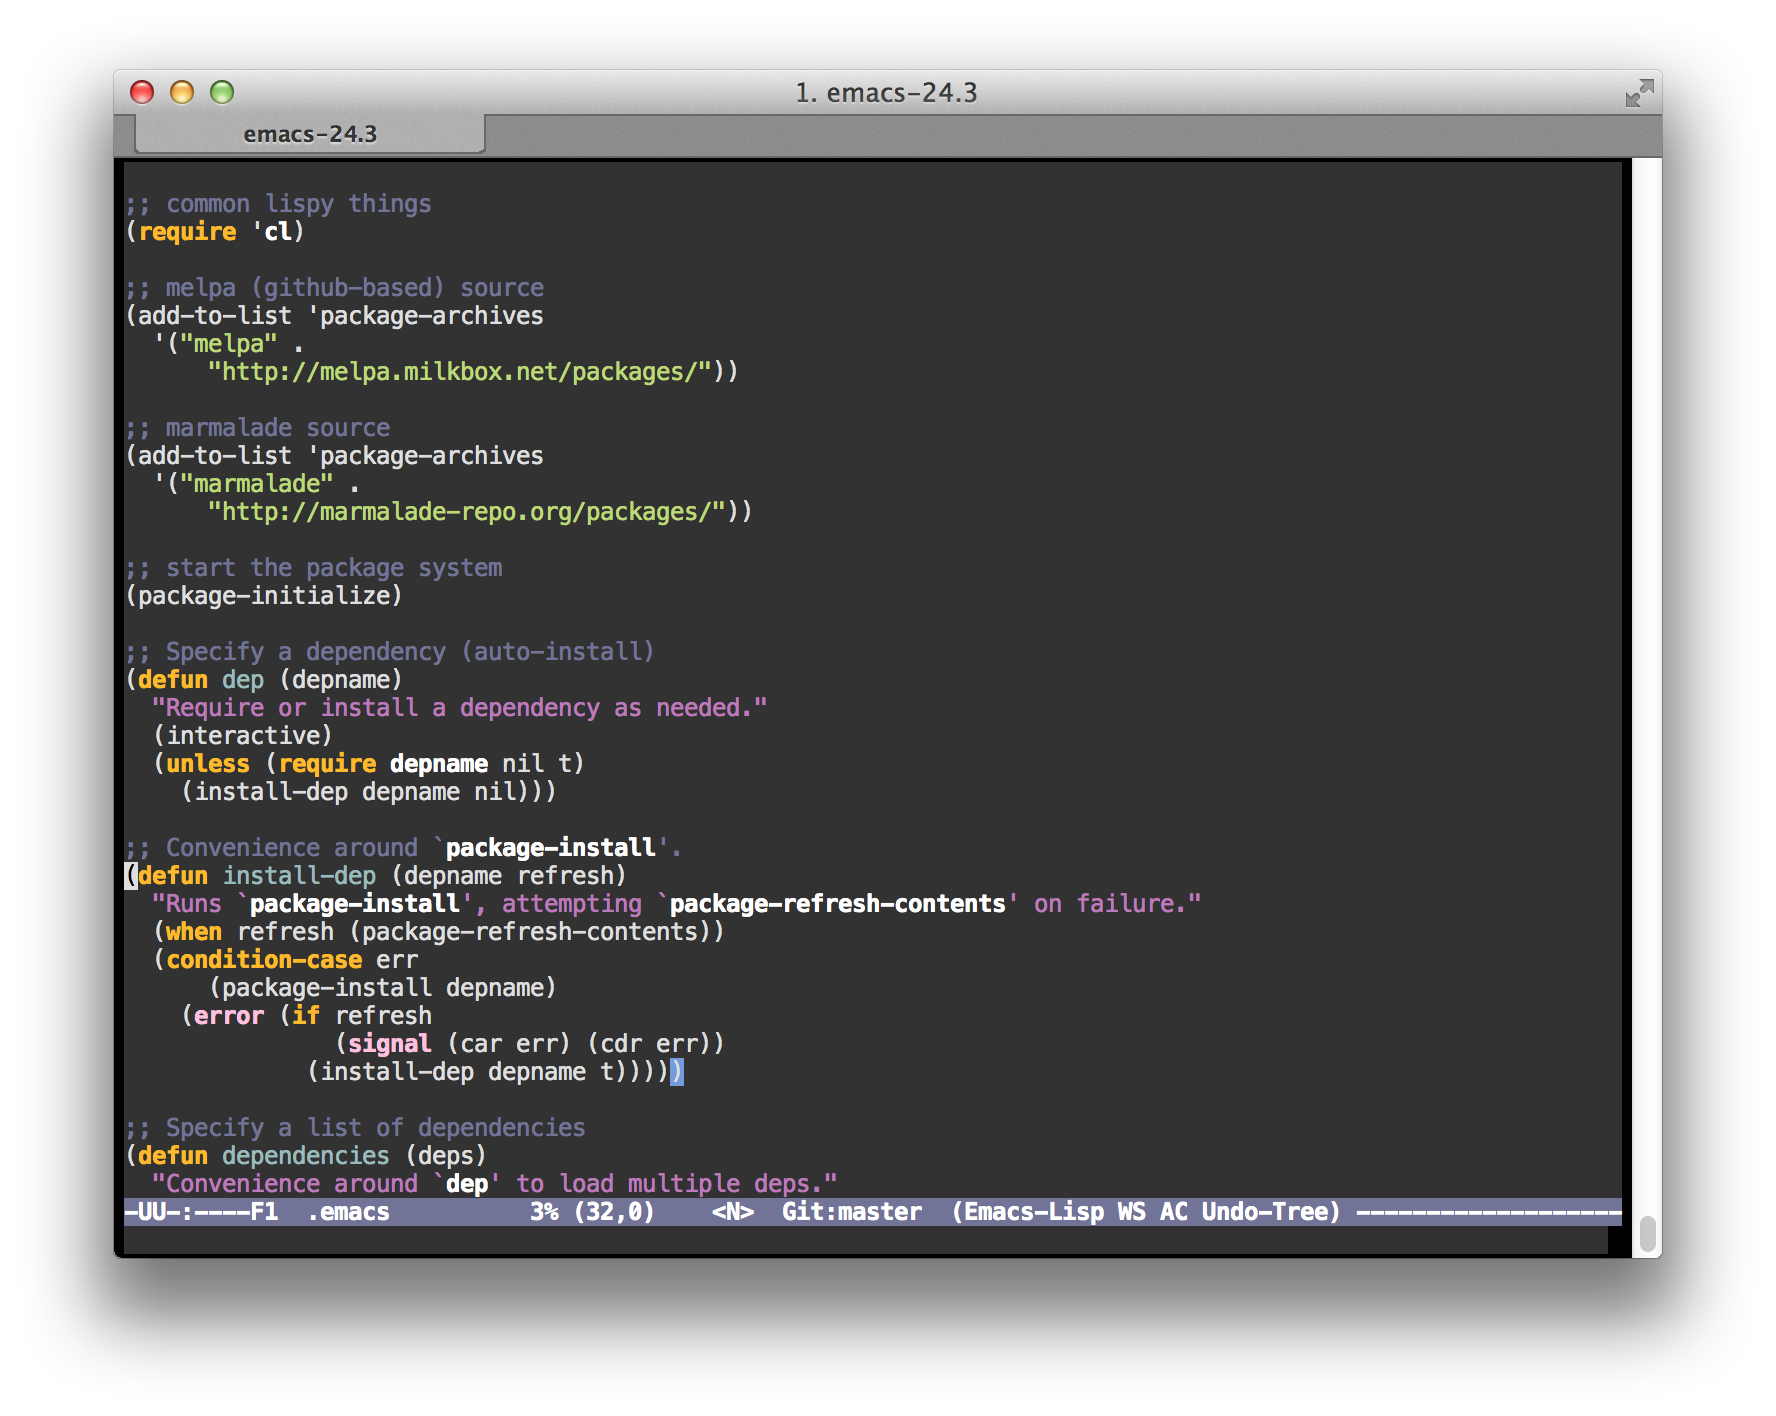 1. emacs-24.3
emacs-24.3
;; common lispy things
(require 'cl)
;; melpa (github-based) source
(add-to-list 'package-archives
  '("melpa" .
      "http://melpa.milkbox.net/packages/"))
;; marmalade source
(add-to-list 'package-archives
  '("marmalade" .
      "http://marmalade-repo.org/packages/"))
;; start the package system
(package-initialize)
;; Specify a dependency (auto-install)
(defun dep (depname)
  "Require or install a dependency as needed."
  (interactive)
  (unless (require depname nil t)
    (install-dep depname nil)))
;; Convenience around `package-install'.
(defun install-dep (depname refresh)
  "Runs `package-install', attempting `package-refresh-contents' on failure."
  (when refresh (package-refresh-contents))
  (condition-case err
      (package-install depname)
    (error (if refresh
               (signal (car err) (cdr err))
             (install-dep depname t)))))
;; Specify a list of dependencies
(defun dependencies (deps)
  "Convenience around `dep' to load multiple deps."
-UU-:----F1  .emacs          3% (32,0)    <N>  Git:master  (Emacs-Lisp WS AC Undo-Tree) -------------------